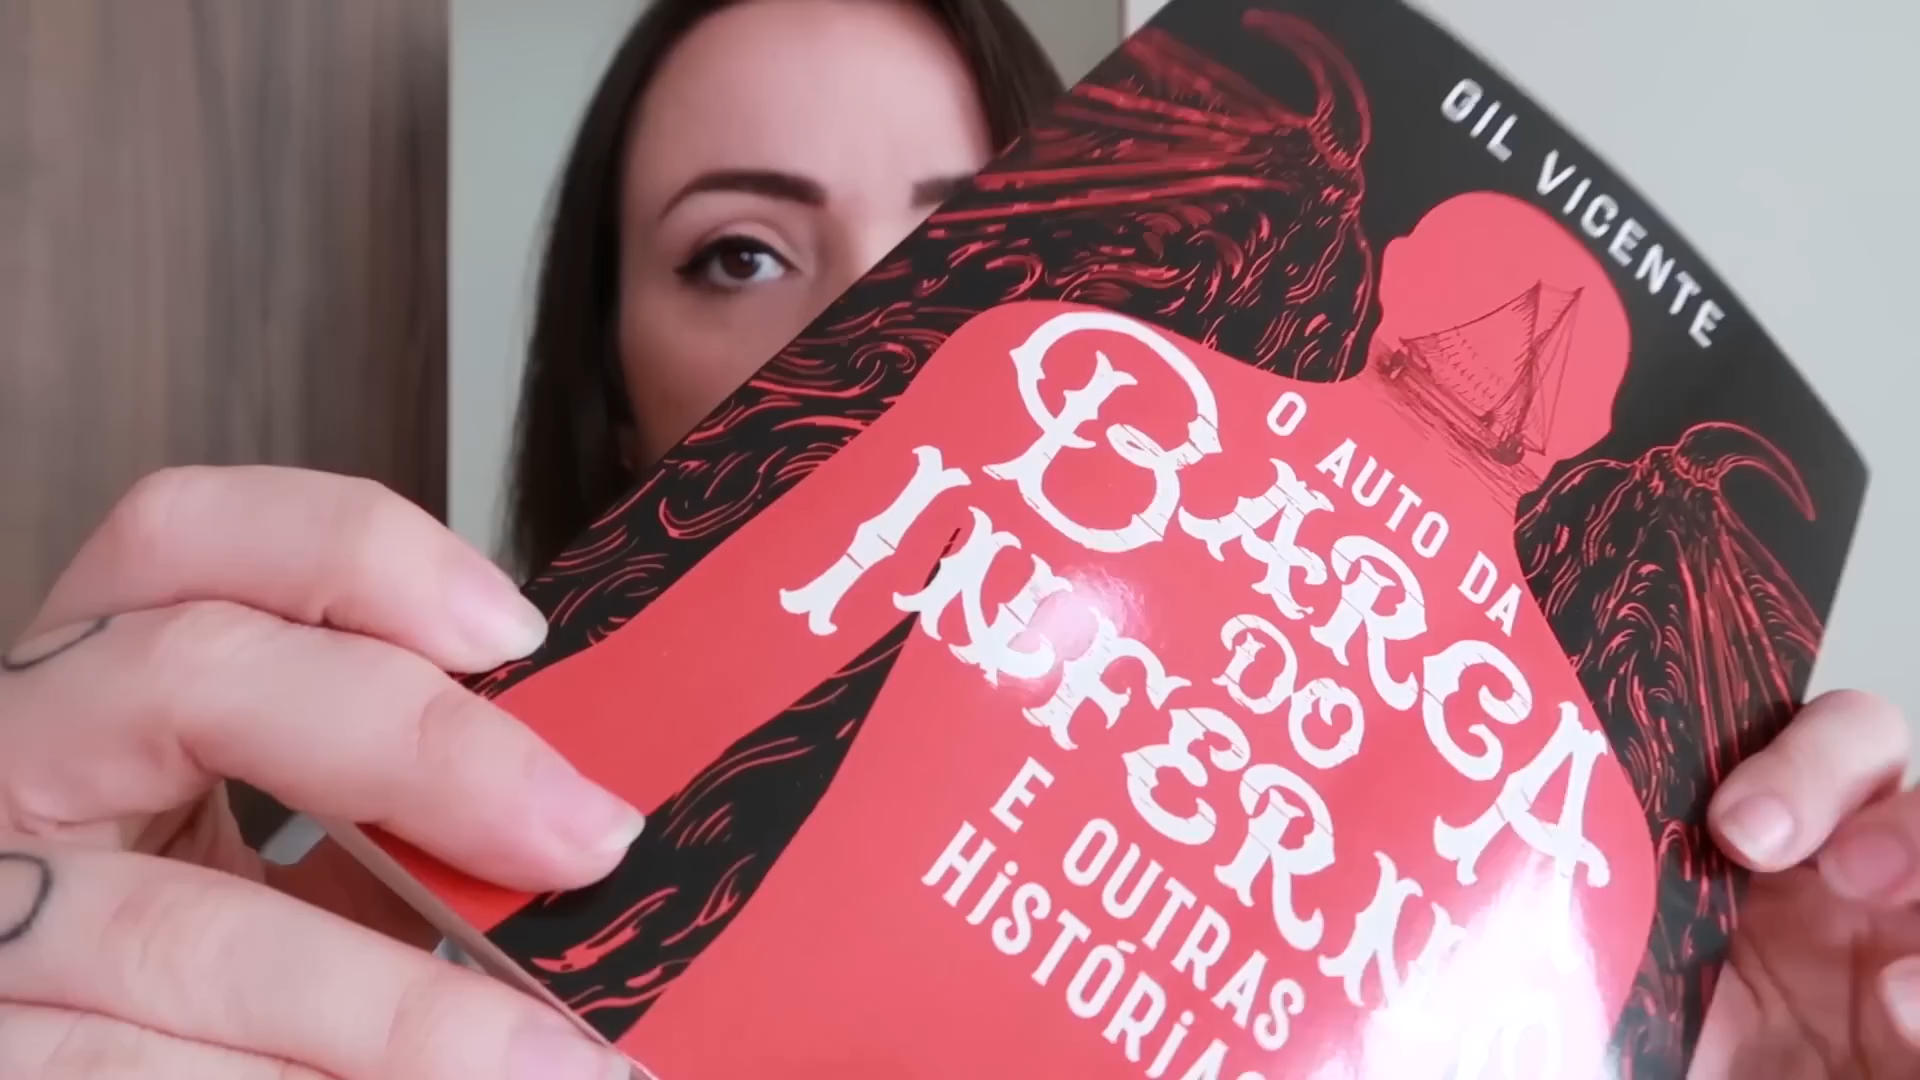 GIL VICENTE
O AUTO DA
BARCA
DO
INFERNO
E OUTRAS
HiSTÓRiAS